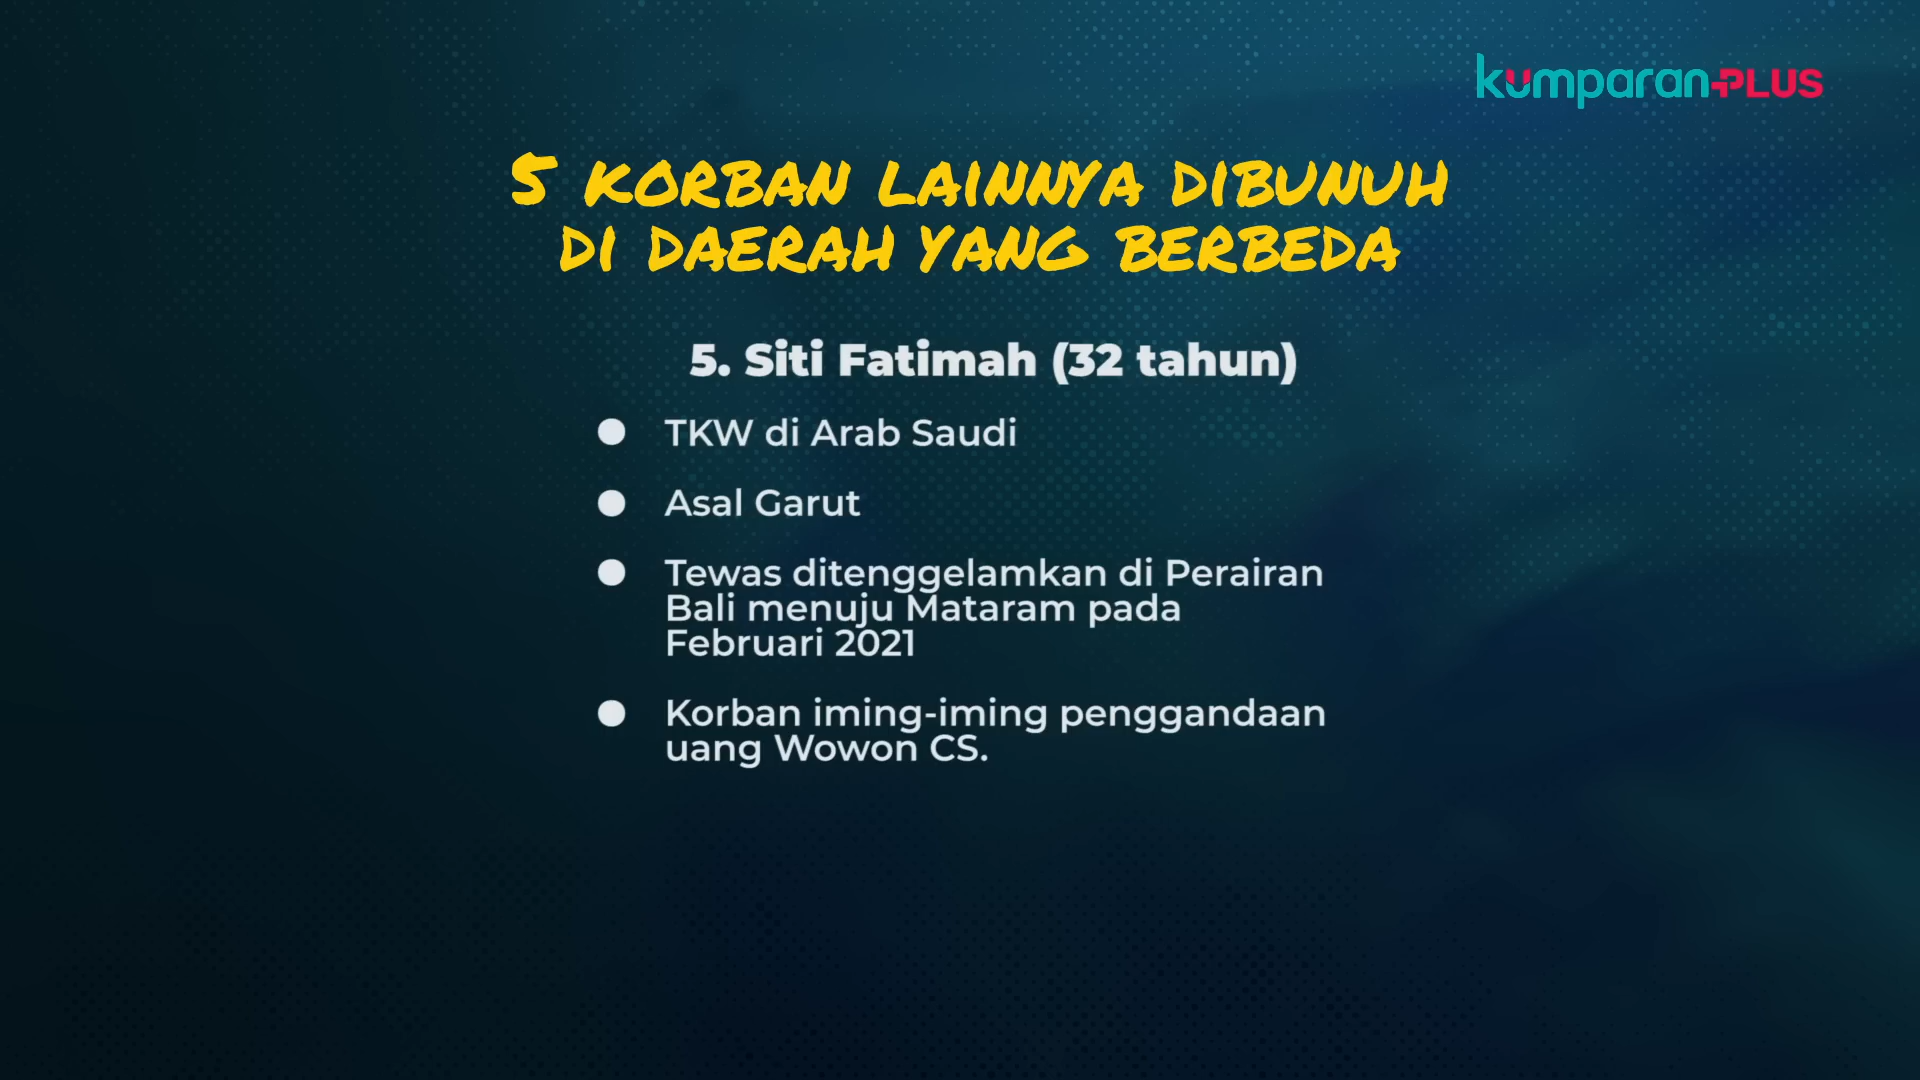 kumparanPLUS
5 KORBAN LAINNYA DIBUNUH
DI DAERAH YANG BERBEDA
5. Siti Fatimah (32 tahun)
● TKW di Arab Saudi
● Asal Garut
● Tewas ditenggelamkan di Perairan
Bali menuju Mataram pada
Februari 2021
● Korban iming-iming penggandaan
uang Wowon CS.